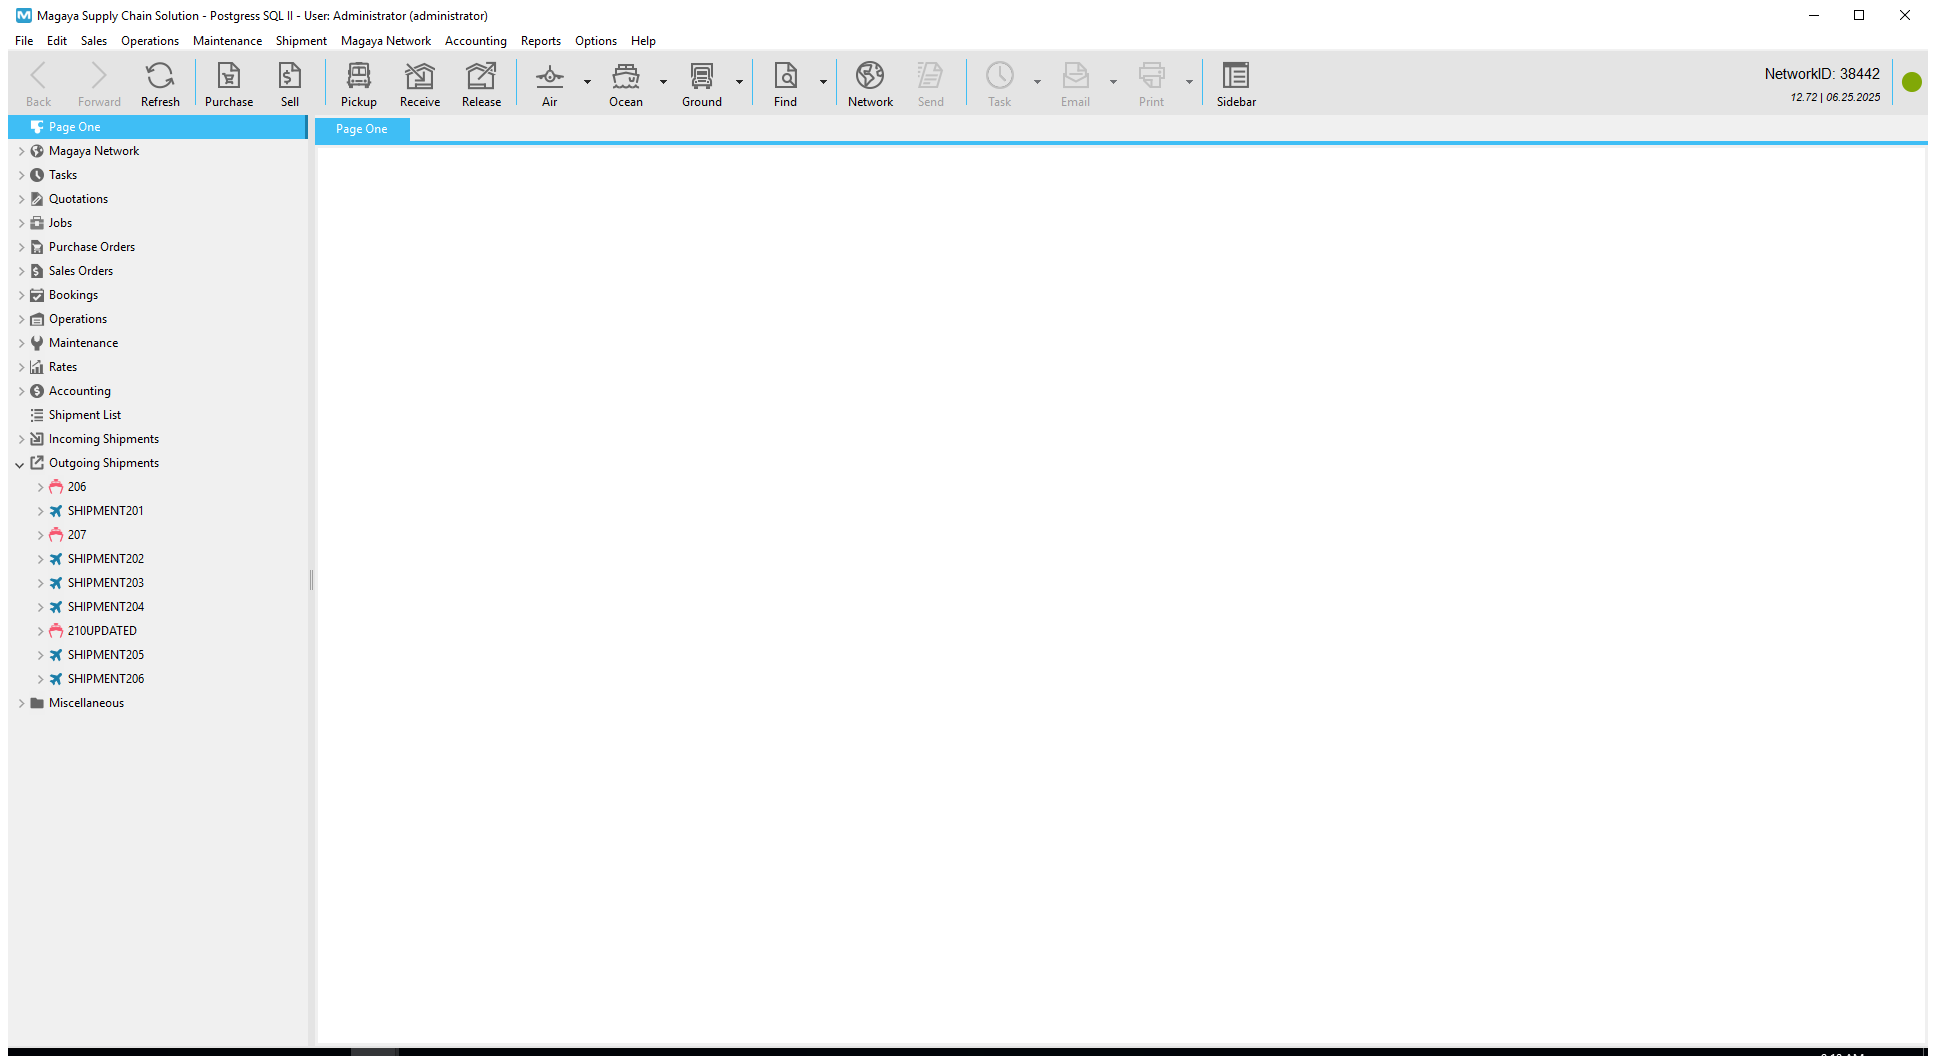 Magaya Supply Chain Solution - Postgress SQL II - User: Administrator (administrator)
File Edit Sales Operations Maintenance Shipment Magaya Network Accounting Reports Options Help
Back Forward Refresh Purchase Sell Pickup Receive Release Air Ocean Ground Find Network Send Task Email Print Sidebar
NetworkID: 38442
12.72 | 06.25.2025
Page One
Magaya Network
Tasks
Quotations
Jobs
Purchase Orders
Sales Orders
Bookings
Operations
Maintenance
Rates
Accounting
Shipment List
Incoming Shipments
Outgoing Shipments
206
SHIPMENT201
207
SHIPMENT202
SHIPMENT203
SHIPMENT204
210UPDATED
SHIPMENT205
SHIPMENT206
Miscellaneous
Page One